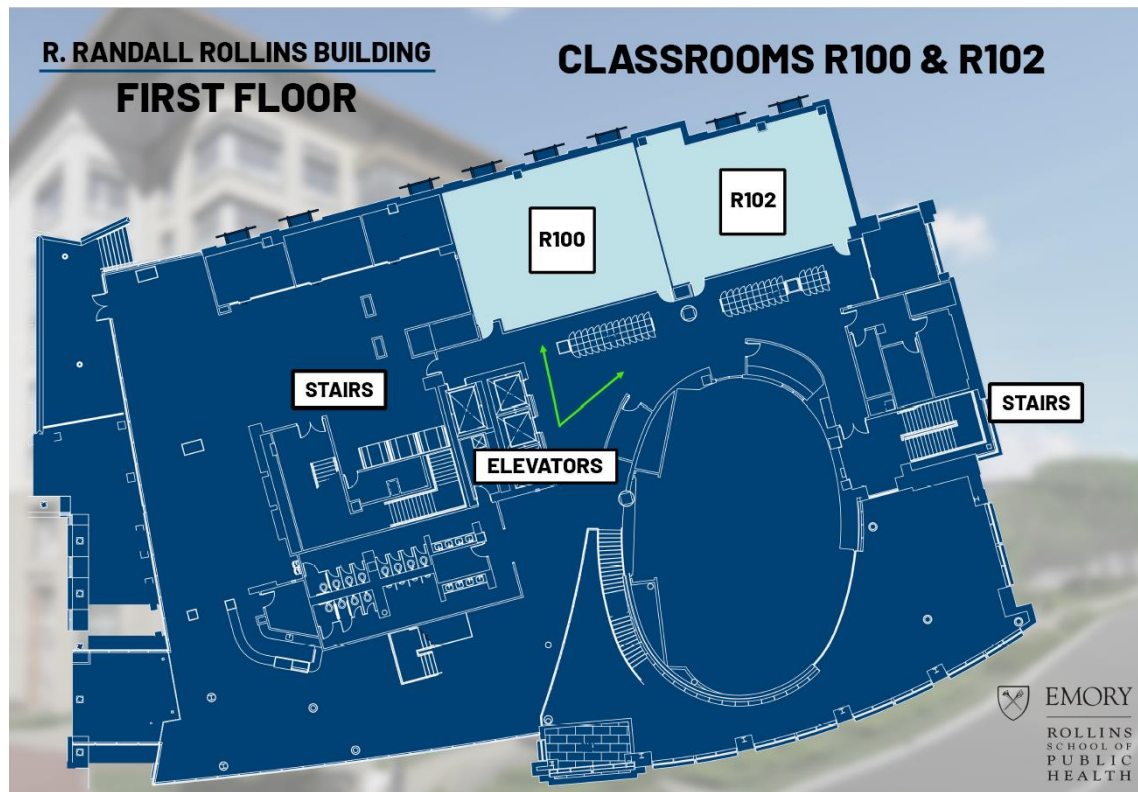 R. RANDALL ROLLINS BUILDING
FIRST FLOOR
CLASSROOMS R100 & R102
R102
R100
STAIRS
STAIRS
ELEVATORS
EMORY
ROLLINS
SCHOOL OF
PUBLIC
HEALTH